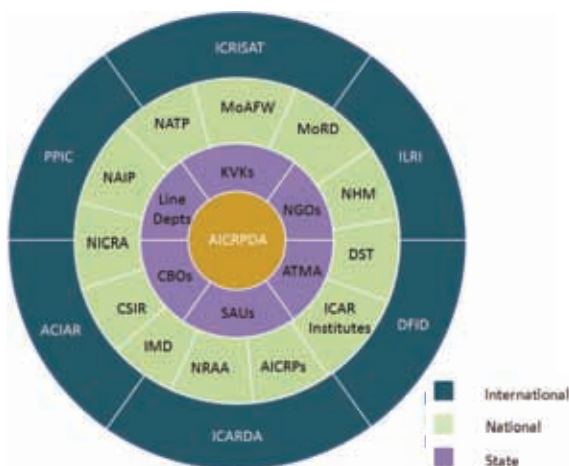 ICRISAT
MoAFW
NATP
MoRD
PPIC
ILRI
NAIP
KVKs
NHM
Line
Depts
NGOs
NICRA
AICRPDA
DST
CBOs
ATMA
CSIR
SAUs
ICAR
Institutes
ACIAR
DFID
IMD
NRAA
AICRPs
ICARDA
International
National
State